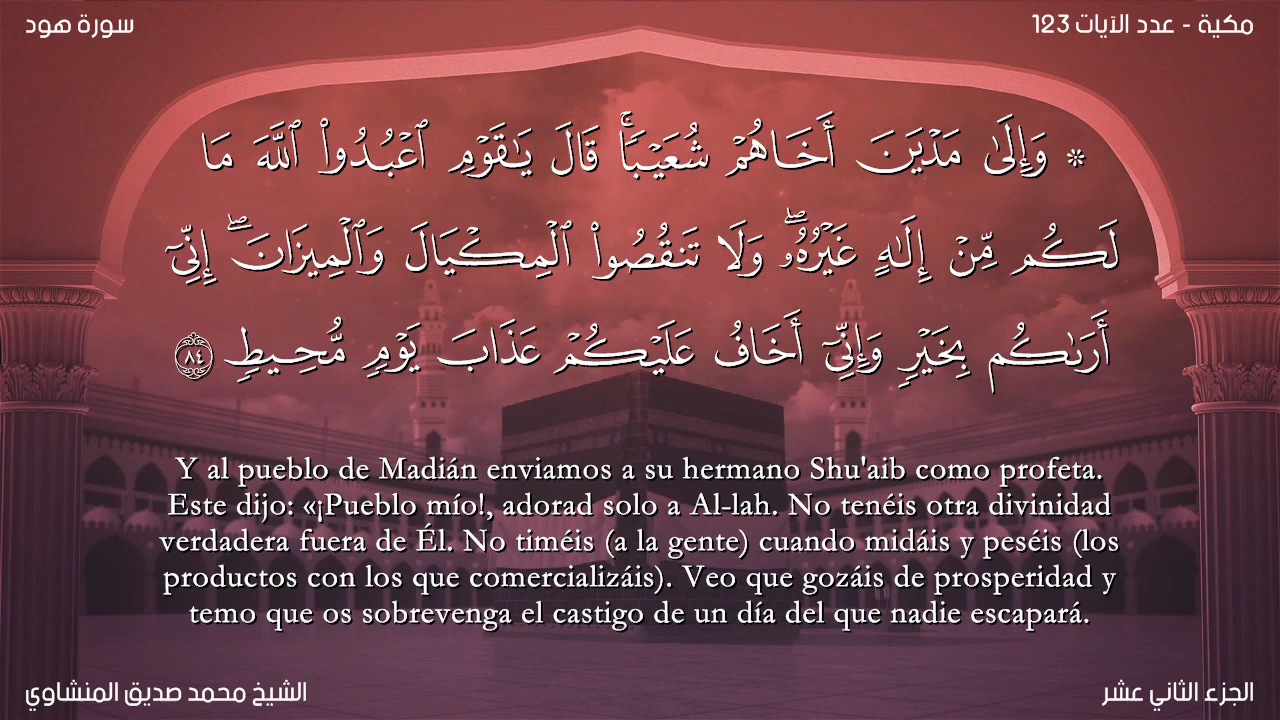 سورة هود
مكية - عدد الآيات 123
۞ وَإِلَىٰ مَدۡيَنَ أَخَاهُمۡ شُعَيۡبٗاۚ قَالَ يَٰقَوۡمِ ٱعۡبُدُواْ ٱللَّهَ مَا
لَكُم مِّنۡ إِلَٰهٍ غَيۡرُهُۥۖ وَلَا تَنقُصُواْ ٱلۡمِكۡيَالَ وَٱلۡمِيزَانَۖ إِنِّيٓ
أَرَىٰكُم بِخَيۡرٖ وَإِنِّيٓ أَخَافُ عَلَيۡكُمۡ عَذَابَ يَوۡمٖ مُّحِيطٖ ٨٤
Y al pueblo de Madián enviamos a su hermano Shu'aib como profeta.
Este dijo: «¡Pueblo mío!, adorad solo a Al-lah. No tenéis otra divinidad
verdadera fuera de Él. No timéis (a la gente) cuando midáis y peséis (los
productos con los que comercializáis). Veo que gozáis de prosperidad y
temo que os sobrevenga el castigo de un día del que nadie escapará.
الشيخ محمد صديق المنشاوي
الجزء الثاني عشر